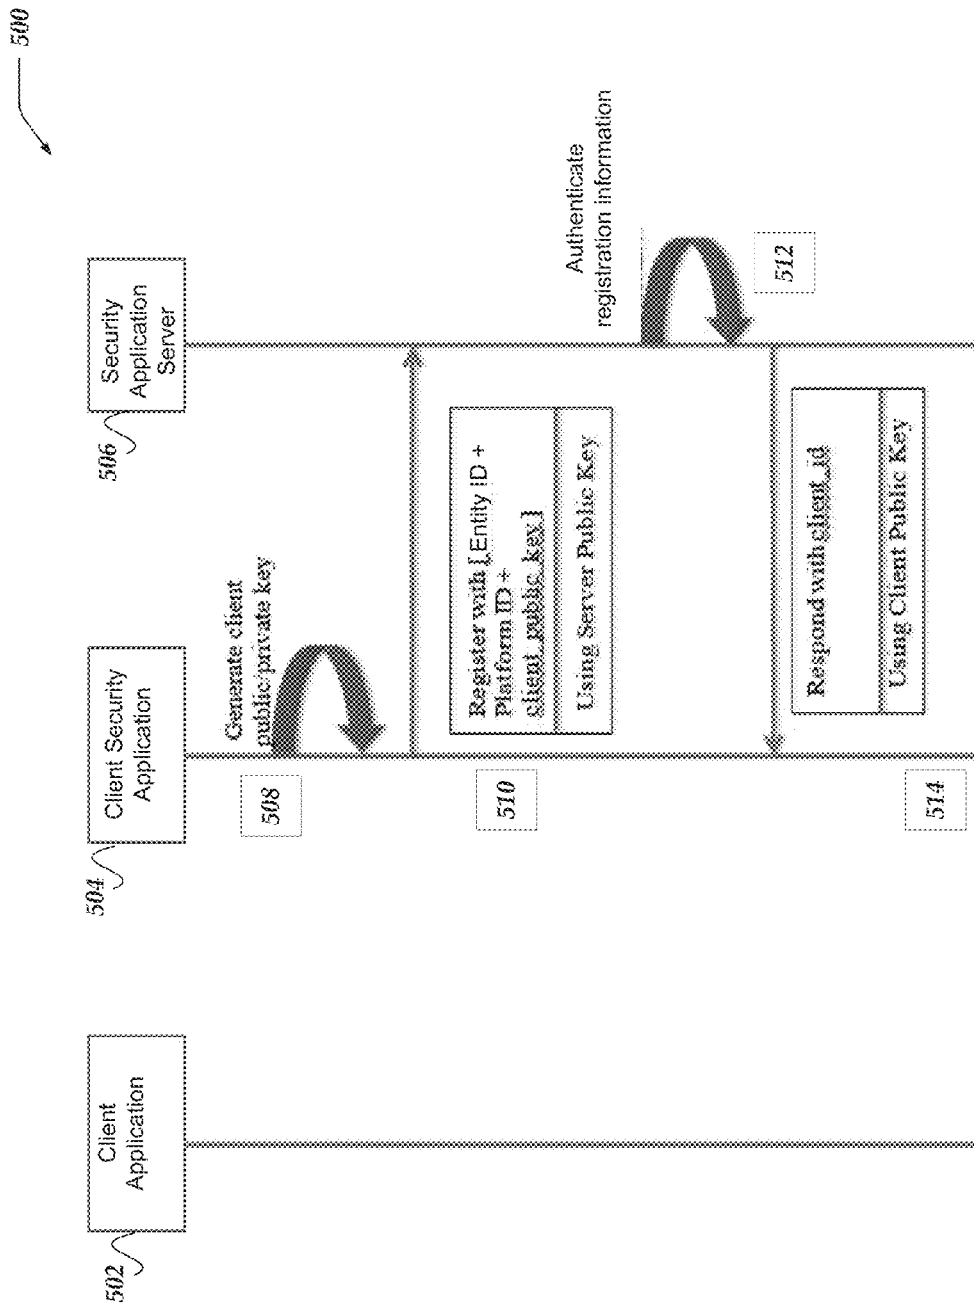 500
502
Client
Application
504
Client Security
Application
506
Security
Application
Server
508
Generate client
public/private key
510
Register with [Entity ID +
Platform ID +
client_public_key]
Using Server Public Key
Authenticate
registration information
512
514
Respond with client_id
Using Client Public Key